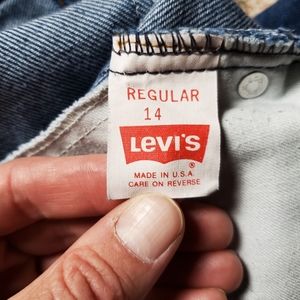 REGULAR
14
LEVI'S
®
MADE IN U.S.A.
CARE ON REVERSE